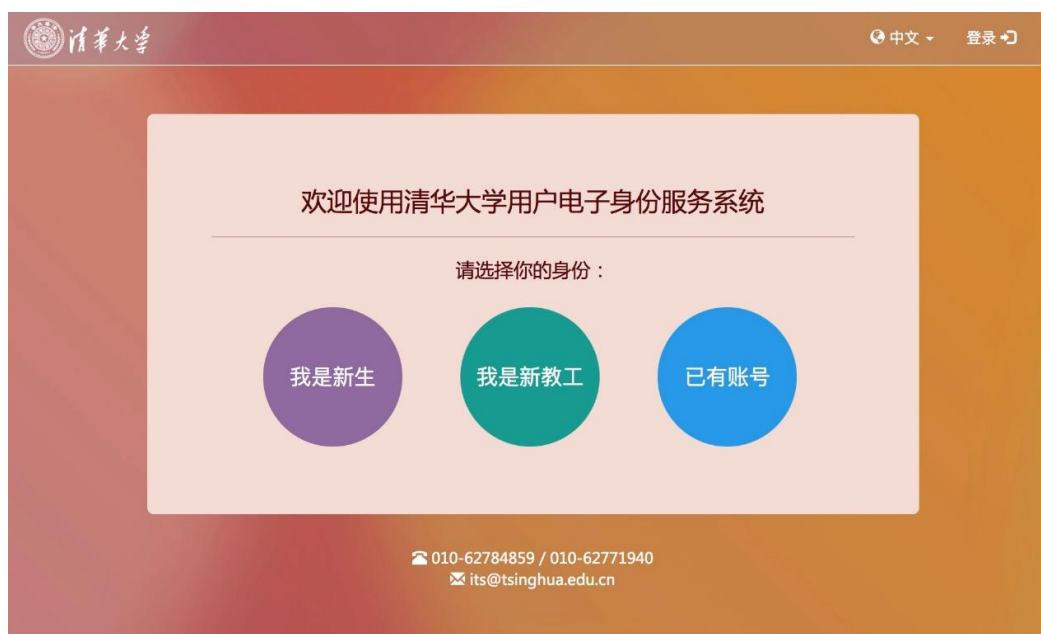 清华大学
中文 登录
欢迎使用清华大学用户电子身份服务系统
请选择你的身份：
我是新生 我是新教工 已有账号
010-62784859 / 010-62771940
its@tsinghua.edu.cn